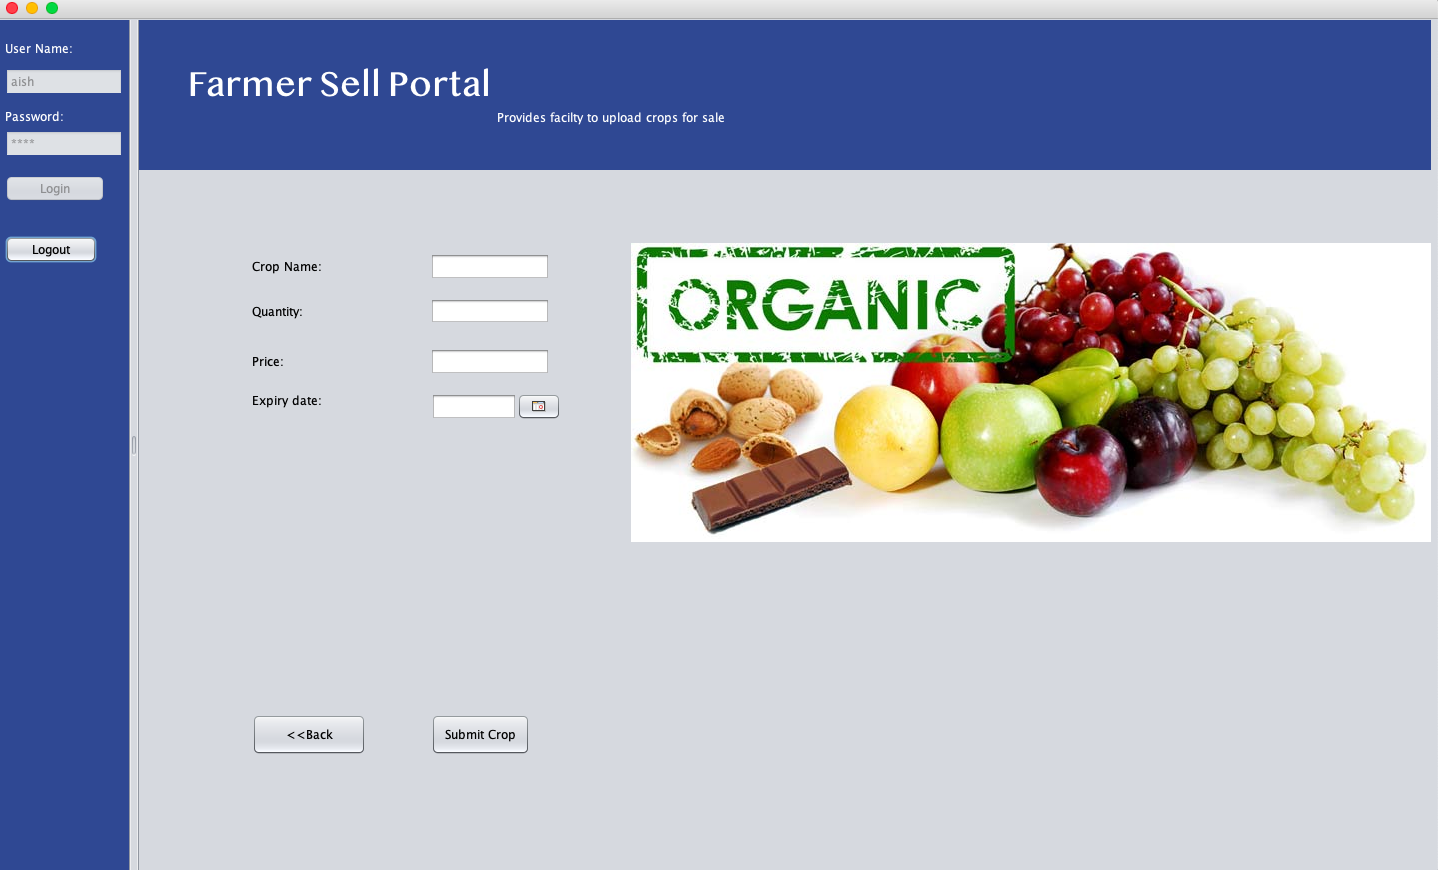 User Name:
aish
Password:
****
Login
Logout
Farmer Sell Portal
Provides facilty to upload crops for sale
Crop Name:
Quantity:
Price:
Expiry date:
ORGANIC
<<Back
Submit Crop